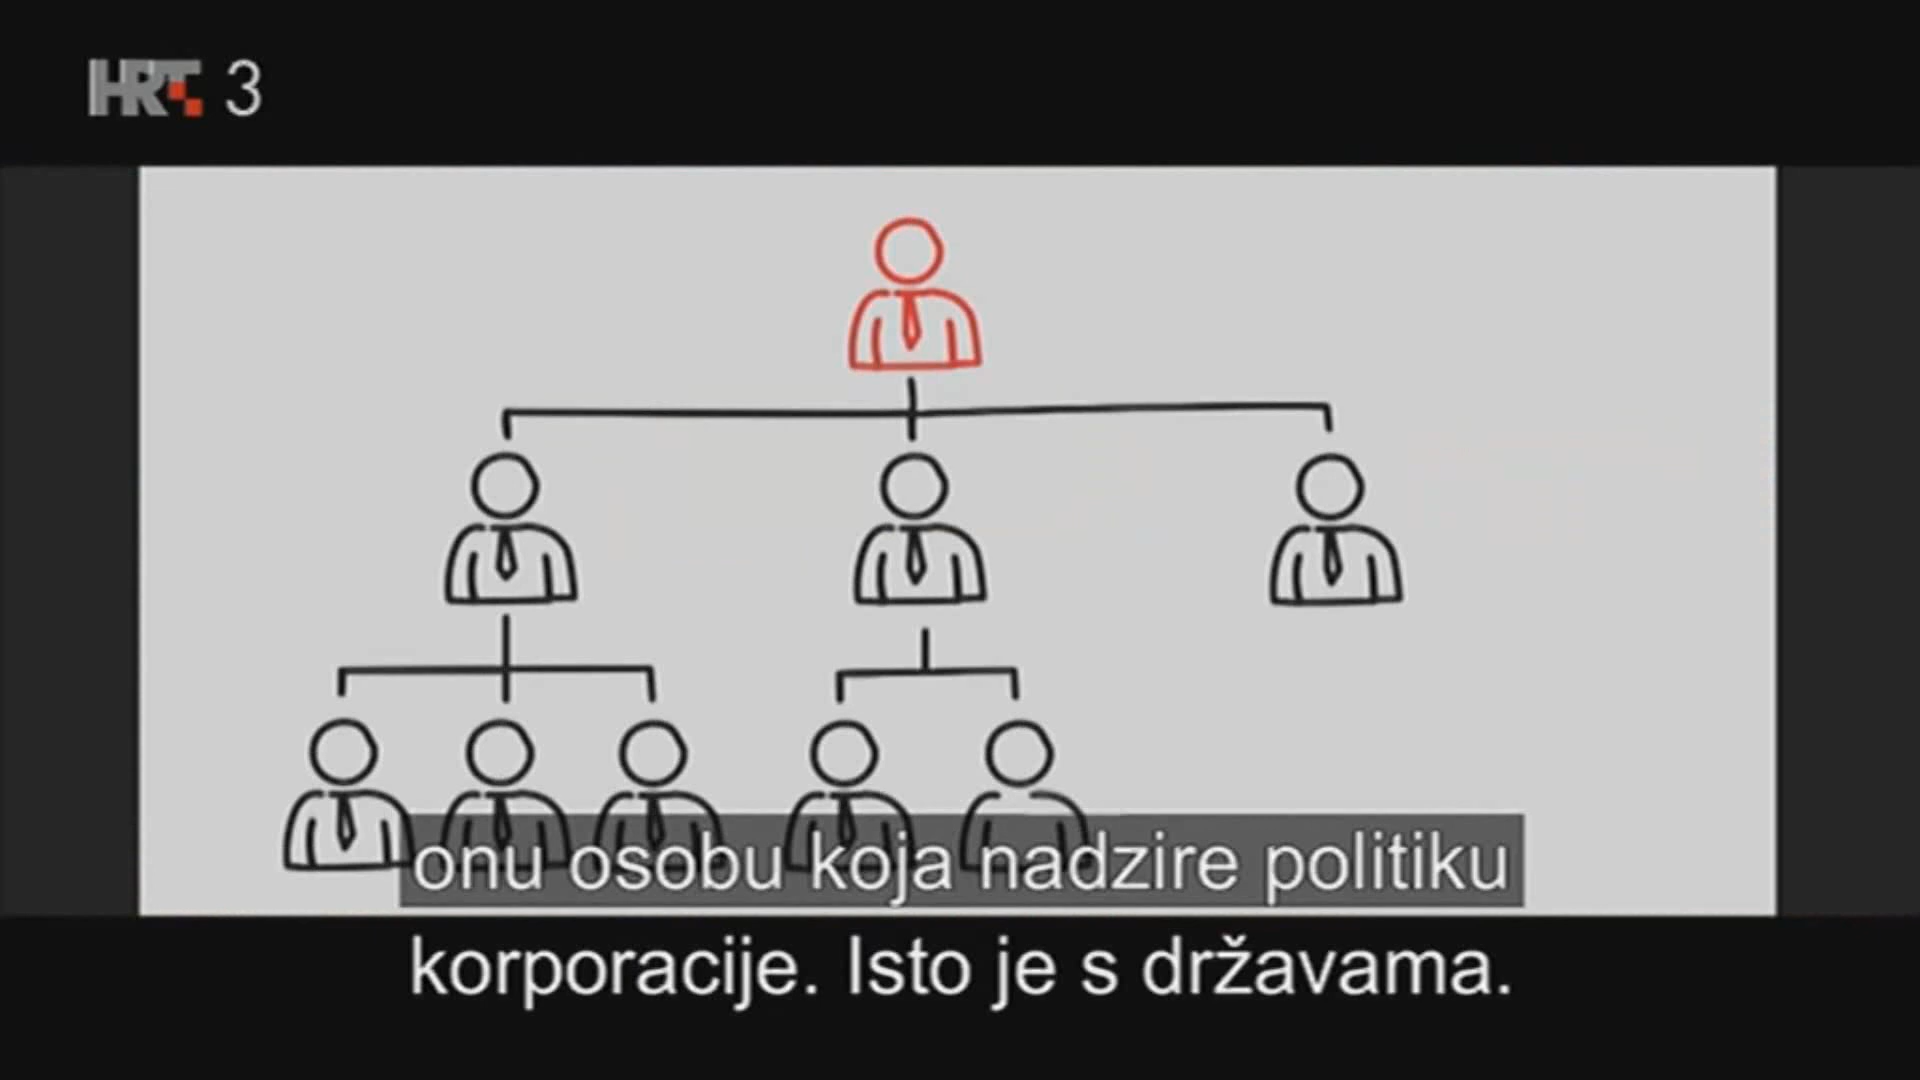 HRT 3
onu osobu koja nadzire politiku
korporacije. Isto je s državama.